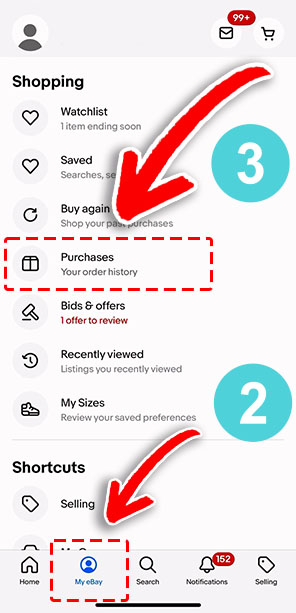 99+
Shopping
Watchlist
1 item ending soon
Saved
Searches, se
3
Buy again
Shop your past purchases
Purchases
Your order history
Bids & offers
1 offer to review
Recently viewed
Listings you recently viewed
My Sizes
Review your saved preferences
2
Shortcuts
Selling
Home
My eBay
Search
152
Notifications
Selling